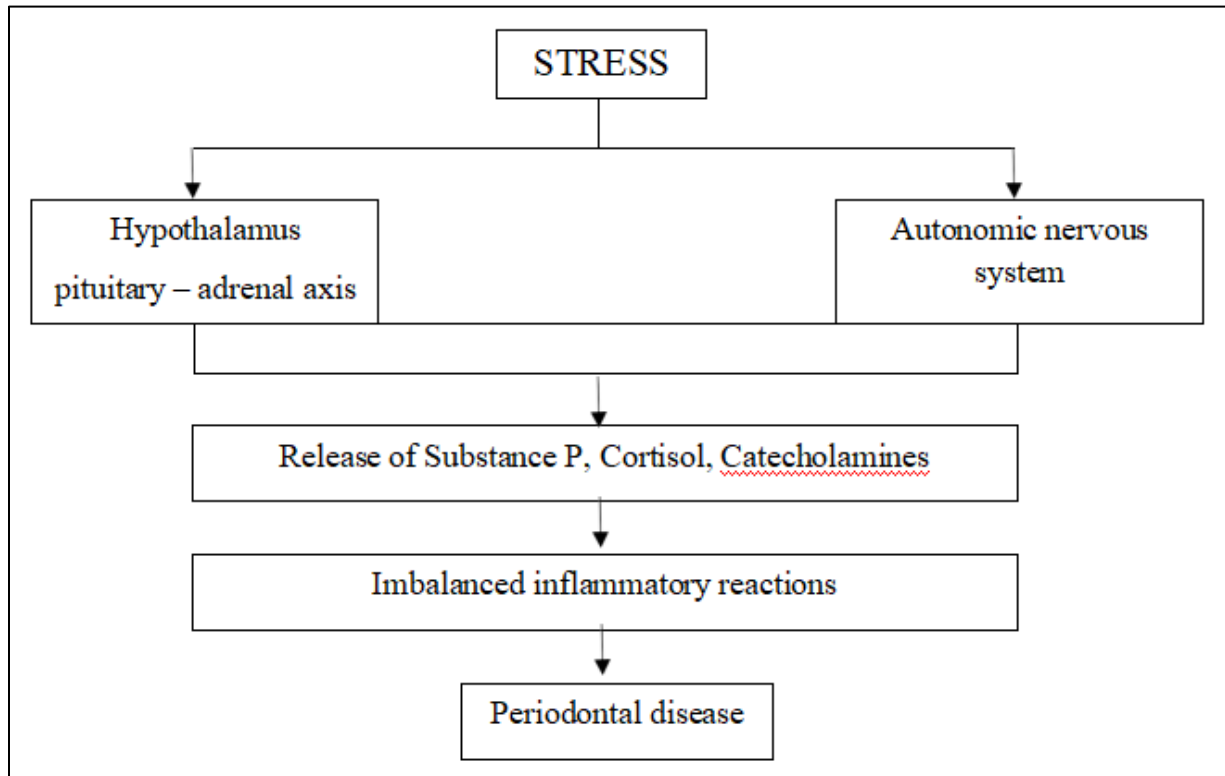 STRESS
Hypothalamus
pituitary – adrenal axis
Autonomic nervous
system
Release of Substance P, Cortisol, Catecholamines
Imbalanced inflammatory reactions
Periodontal disease